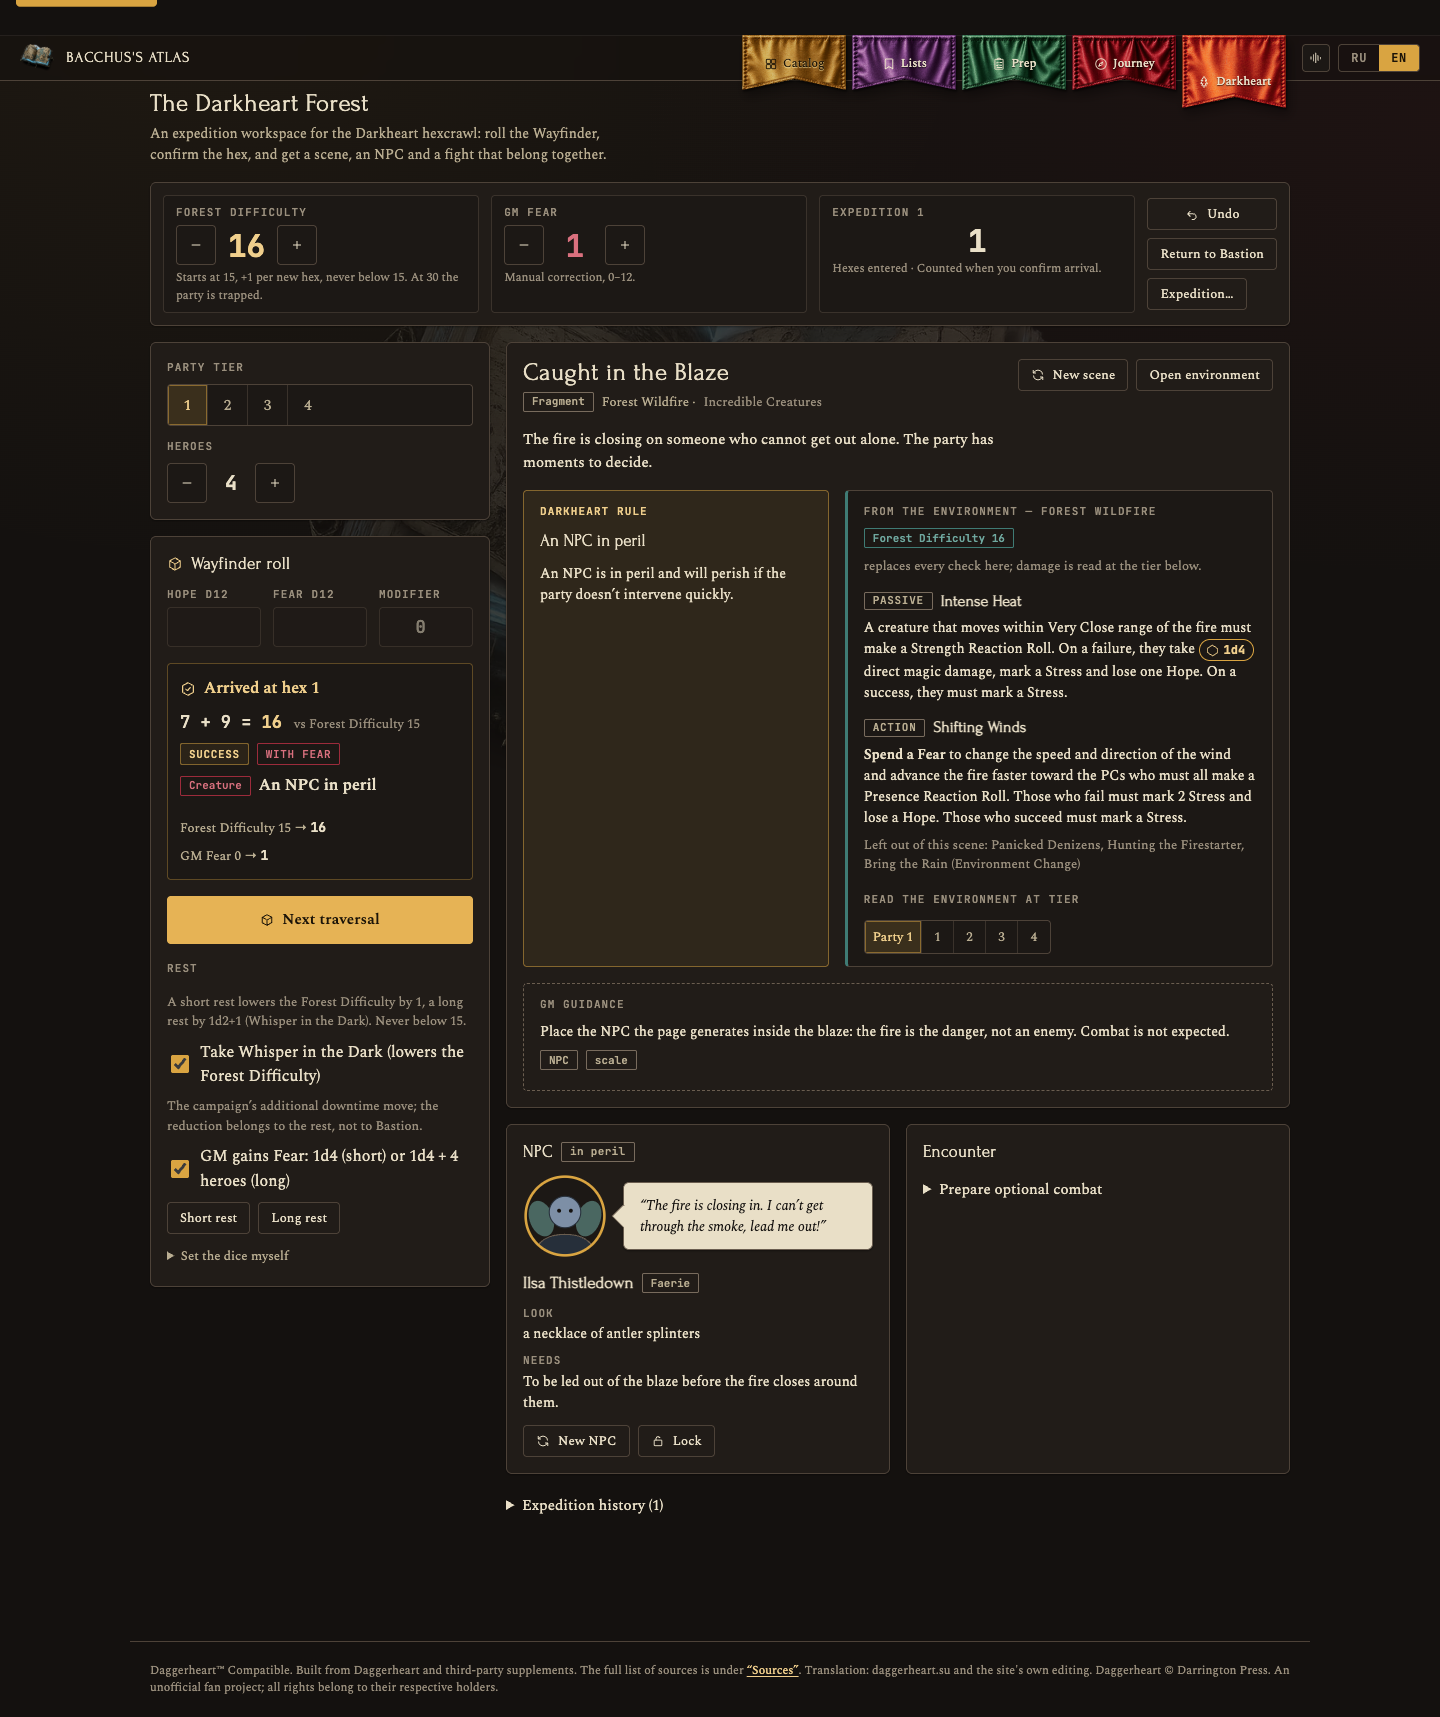 BACCHUS'S ATLAS
Catalog
Lists
Prep
Journey
Darkheart
RU
EN
The Darkheart Forest
An expedition workspace for the Darkheart hexcrawl: roll the Wayfinder,
confirm the hex, and get a scene, an NPC and a fight that belong together.
FOREST DIFFICULTY
− 16 +
Starts at 15, +1 per new hex, never below 15. At 30 the
party is trapped.
GM FEAR
− 1 +
Manual correction, 0–12.
EXPEDITION 1
1
Hexes entered · Counted when you confirm arrival.
Undo
Return to Bastion
Expedition…
PARTY TIER
1 2 3 4
HEROES
− 4 +
Wayfinder roll
HOPE D12
FEAR D12
MODIFIER
0
Arrived at hex 1
7 + 9 = 16 vs Forest Difficulty 15
SUCCESS
WITH FEAR
Creature An NPC in peril
Forest Difficulty 15 → 16
GM Fear 0 → 1
Next traversal
REST
A short rest lowers the Forest Difficulty by 1, a long
rest by 1d2+1 (Whisper in the Dark). Never below 15.
Take Whisper in the Dark (lowers the
Forest Difficulty)
The campaign's additional downtime move; the
reduction belongs to the rest, not to Bastion.
GM gains Fear: 1d4 (short) or 1d4 + 4
heroes (long)
Short rest
Long rest
Set the dice myself
Caught in the Blaze
New scene
Open environment
Fragment Forest Wildfire · Incredible Creatures
The fire is closing on someone who cannot get out alone. The party has
moments to decide.
DARKHEART RULE
An NPC in peril
An NPC is in peril and will perish if the
party doesn't intervene quickly.
FROM THE ENVIRONMENT — FOREST WILDFIRE
Forest Difficulty 16
replaces every check here; damage is read at the tier below.
PASSIVE Intense Heat
A creature that moves within Very Close range of the fire must
make a Strength Reaction Roll. On a failure, they take 1d4
direct magic damage, mark a Stress and lose one Hope. On a
success, they must mark a Stress.
ACTION Shifting Winds
Spend a Fear to change the speed and direction of the wind
and advance the fire faster toward the PCs who must all make a
Presence Reaction Roll. Those who fail must mark 2 Stress and
lose a Hope. Those who succeed must mark a Stress.
Left out of this scene: Panicked Denizens, Hunting the Firestarter,
Bring the Rain (Environment Change)
READ THE ENVIRONMENT AT TIER
Party 1 1 2 3 4
GM GUIDANCE
Place the NPC the page generates inside the blaze: the fire is the danger, not an enemy. Combat is not expected.
NPC
scale
NPC in peril
“The fire is closing in. I can't get
through the smoke, lead me out!”
Ilsa Thistledown Faerie
LOOK
a necklace of antler splinters
NEEDS
To be led out of the blaze before the fire closes around
them.
New NPC
Lock
Encounter
Prepare optional combat
Expedition history (1)
Daggerheart™ Compatible. Built from Daggerheart and third-party supplements. The full list of sources is under “Sources”. Translation: daggerheart.su and the site's own editing. Daggerheart © Darrington Press. An
unofficial fan project; all rights belong to their respective holders.